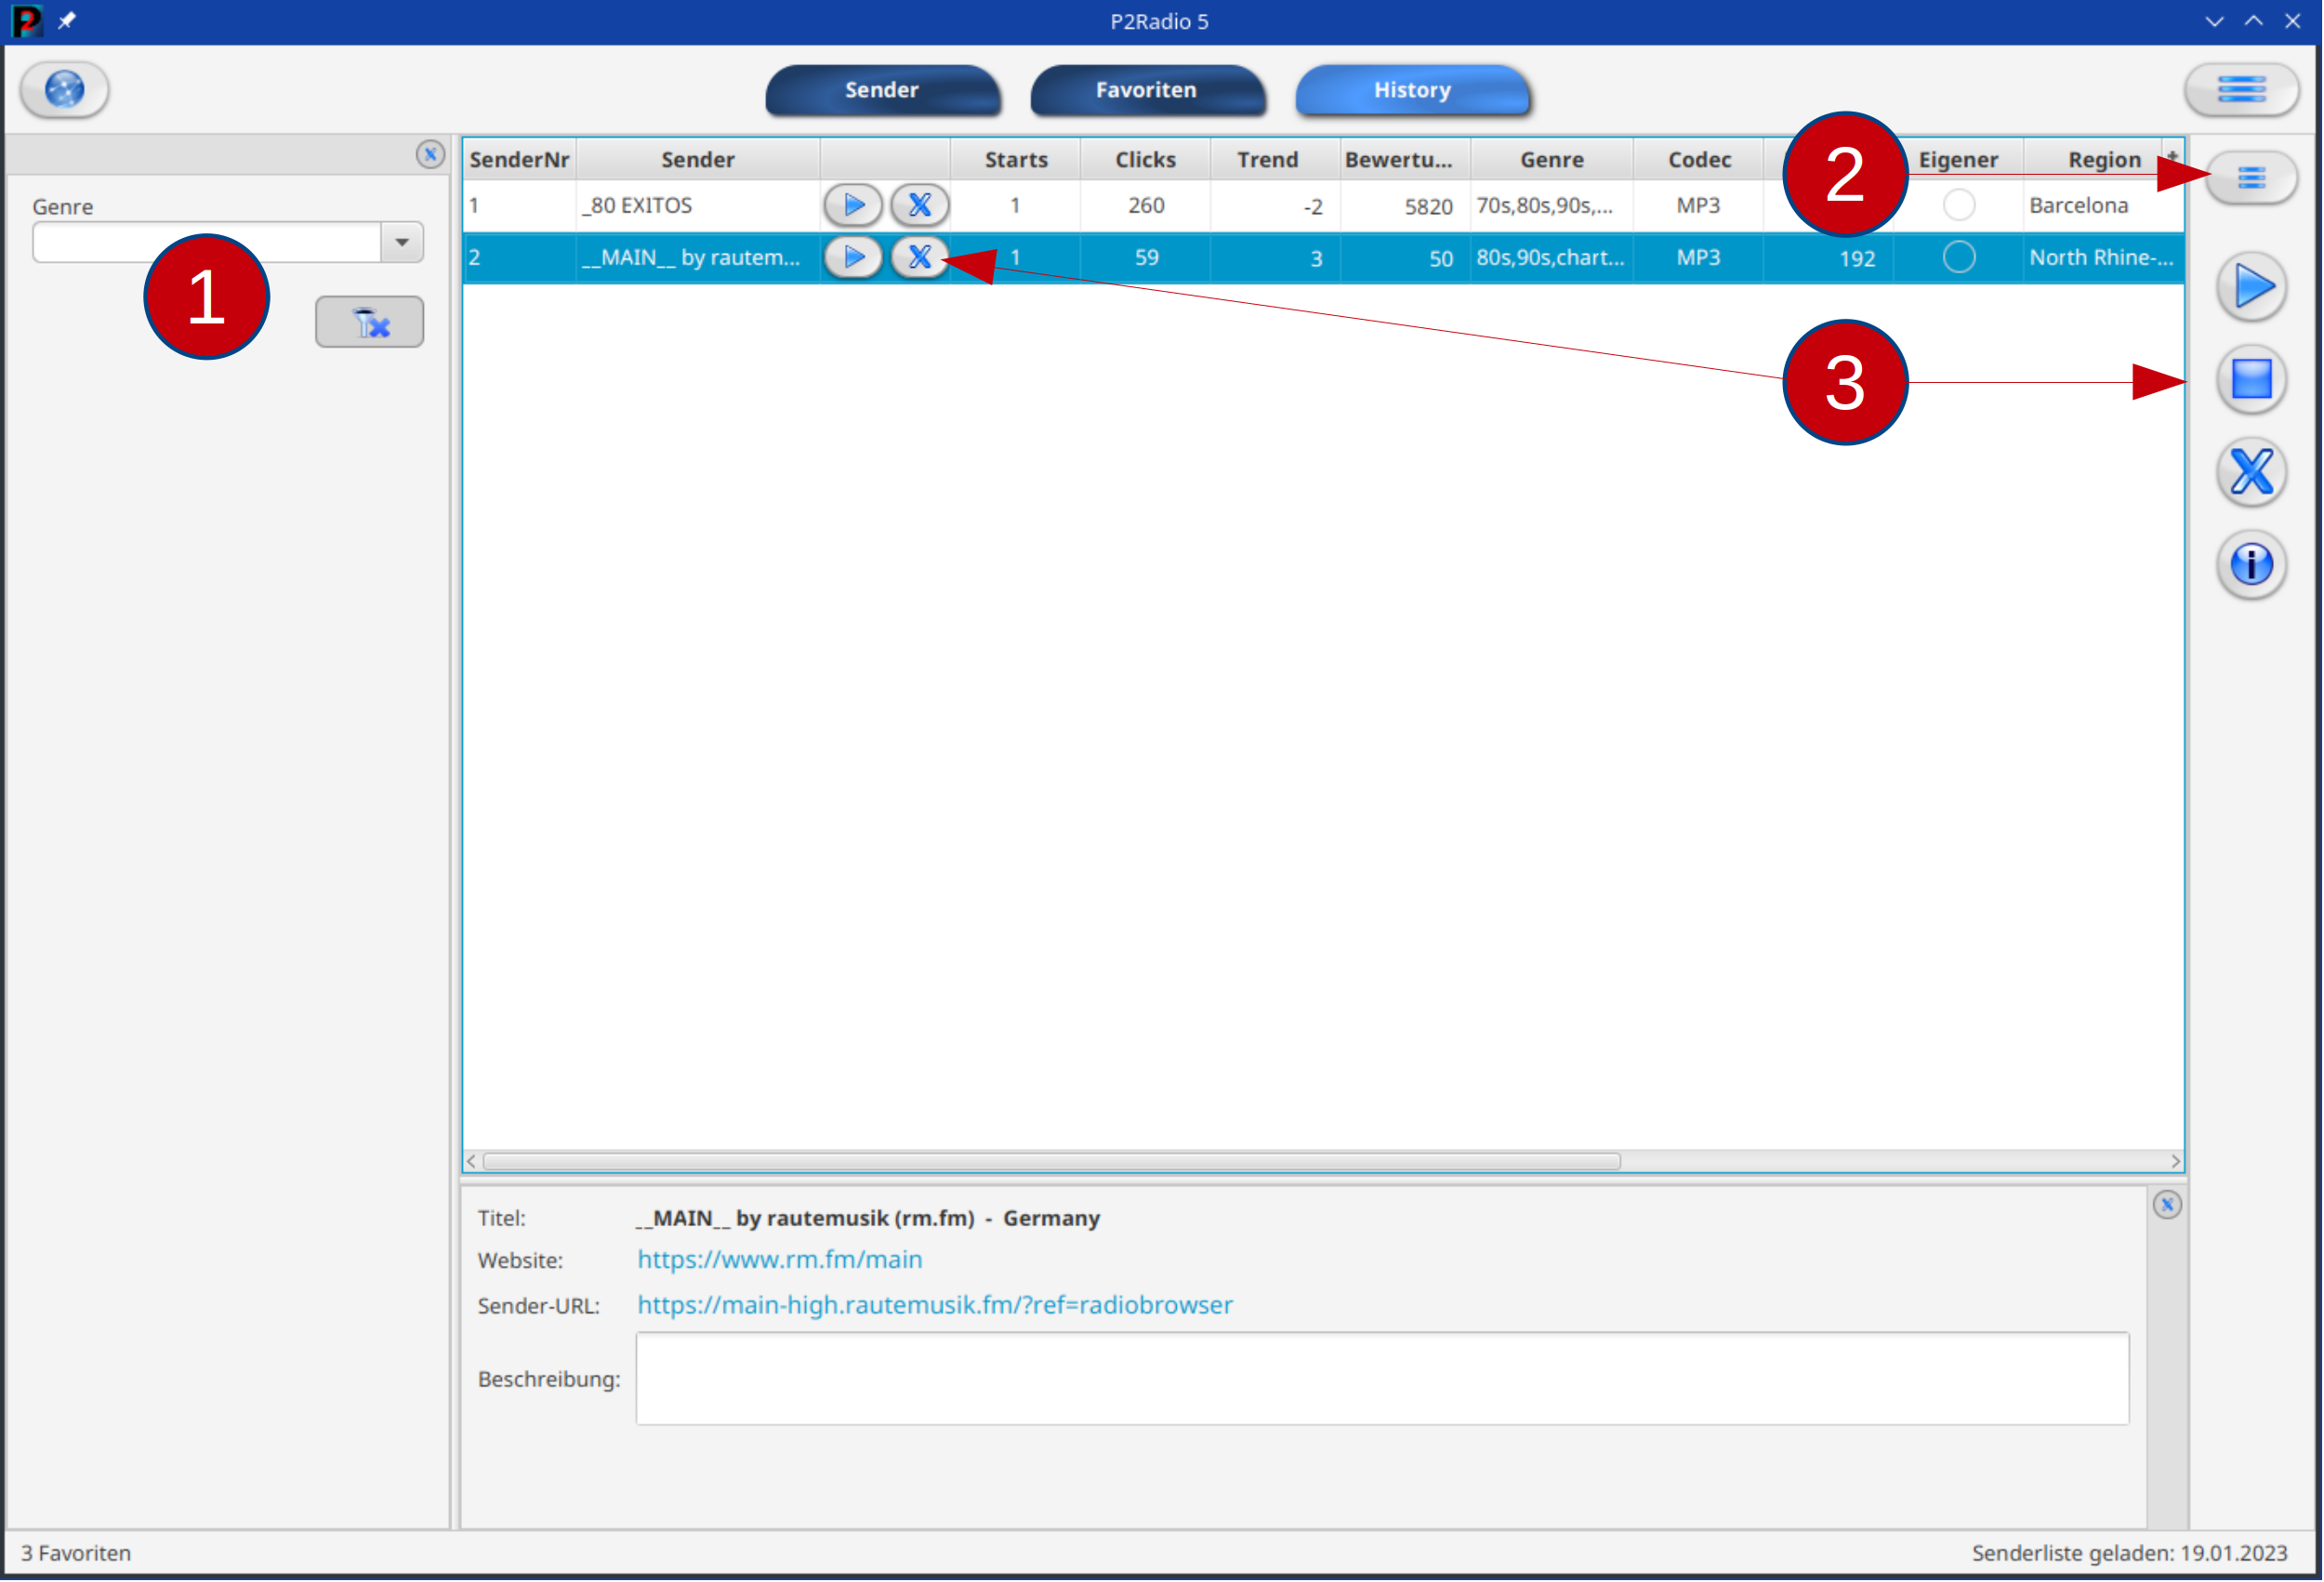 P2Radio 5
Sender Favoriten History
SenderNr Sender Starts Clicks Trend Bewertu... Genre Codec Eigener Region +
1 _80 EXITOS 1 260 -2 5820 70s,80s,90s,... MP3 Barcelona
2 __MAIN__ by rautem... 1 59 3 50 80s,90s,chart... MP3 192 North Rhine-...
Genre
1
2
3
Titel: __MAIN__ by rautemusik (rm.fm) - Germany
Website: https://www.rm.fm/main
Sender-URL: https://main-high.rautemusik.fm/?ref=radiobrowser
Beschreibung:
3 Favoriten Senderliste geladen: 19.01.2023